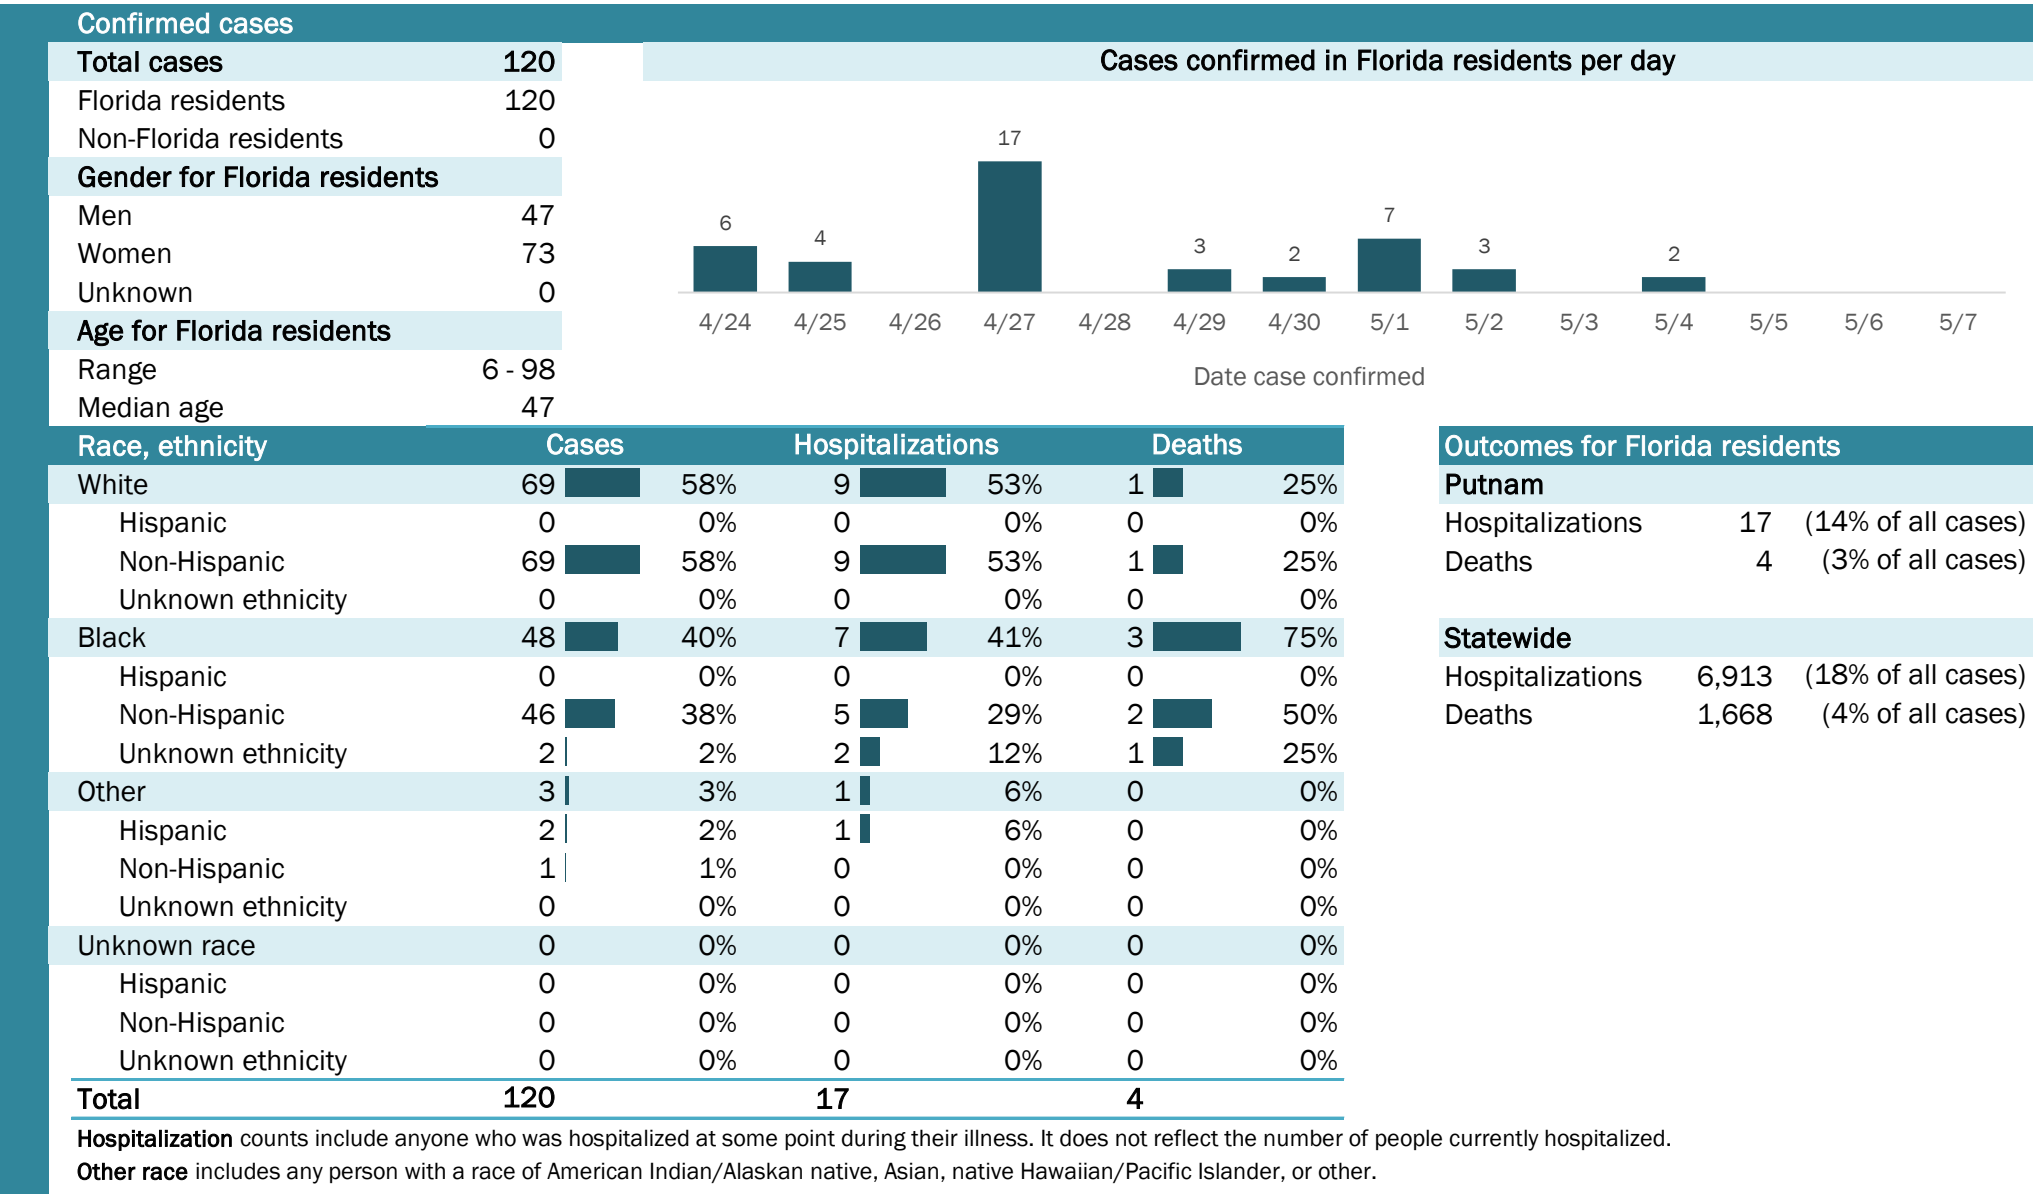 Confirmed cases
Total cases 120
Florida residents 120
Non-Florida residents 0
Gender for Florida residents
Men 47
Women 73
Unknown 0
Age for Florida residents
Range 6 - 98
Median age 47
Cases confirmed in Florida residents per day
6 4 17 3 2 7 3 2
4/24 4/25 4/26 4/27 4/28 4/29 4/30 5/1 5/2 5/3 5/4 5/5 5/6 5/7
Date case confirmed
Race, ethnicity Cases Hospitalizations Deaths
White 69 58% 9 53% 1 25%
Hispanic 0 0% 0 0% 0 0%
Non-Hispanic 69 58% 9 53% 1 25%
Unknown ethnicity 0 0% 0 0% 0 0%
Black 48 40% 7 41% 3 75%
Hispanic 0 0% 0 0% 0 0%
Non-Hispanic 46 38% 5 29% 2 50%
Unknown ethnicity 2 2% 2 12% 1 25%
Other 3 3% 1 6% 0 0%
Hispanic 2 2% 1 6% 0 0%
Non-Hispanic 1 1% 0 0% 0 0%
Unknown ethnicity 0 0% 0 0% 0 0%
Unknown race 0 0% 0 0% 0 0%
Hispanic 0 0% 0 0% 0 0%
Non-Hispanic 0 0% 0 0% 0 0%
Unknown ethnicity 0 0% 0 0% 0 0%
Total 120 17 4
Outcomes for Florida residents
Putnam
Hospitalizations 17 (14% of all cases)
Deaths 4 (3% of all cases)
Statewide
Hospitalizations 6,913 (18% of all cases)
Deaths 1,668 (4% of all cases)
Hospitalization counts include anyone who was hospitalized at some point during their illness. It does not reflect the number of people currently hospitalized.
Other race includes any person with a race of American Indian/Alaskan native, Asian, native Hawaiian/Pacific Islander, or other.